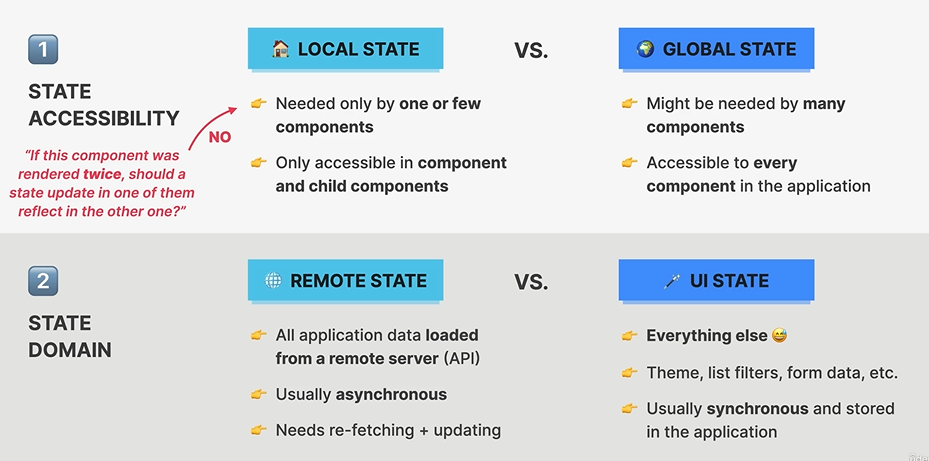 1
STATE
ACCESSIBILITY
"If this component was
rendered twice, should a
state update in one of them
reflect in the other one?"
NO
LOCAL STATE
Needed only by one or few
components
Only accessible in component
and child components
VS.
GLOBAL STATE
Might be needed by many
components
Accessible to every
component in the application
2
STATE
DOMAIN
REMOTE STATE
All application data loaded
from a remote server (API)
Usually asynchronous
Needs re-fetching + updating
VS.
UI STATE
Everything else
Theme, list filters, form data, etc.
Usually synchronous and stored
in the application